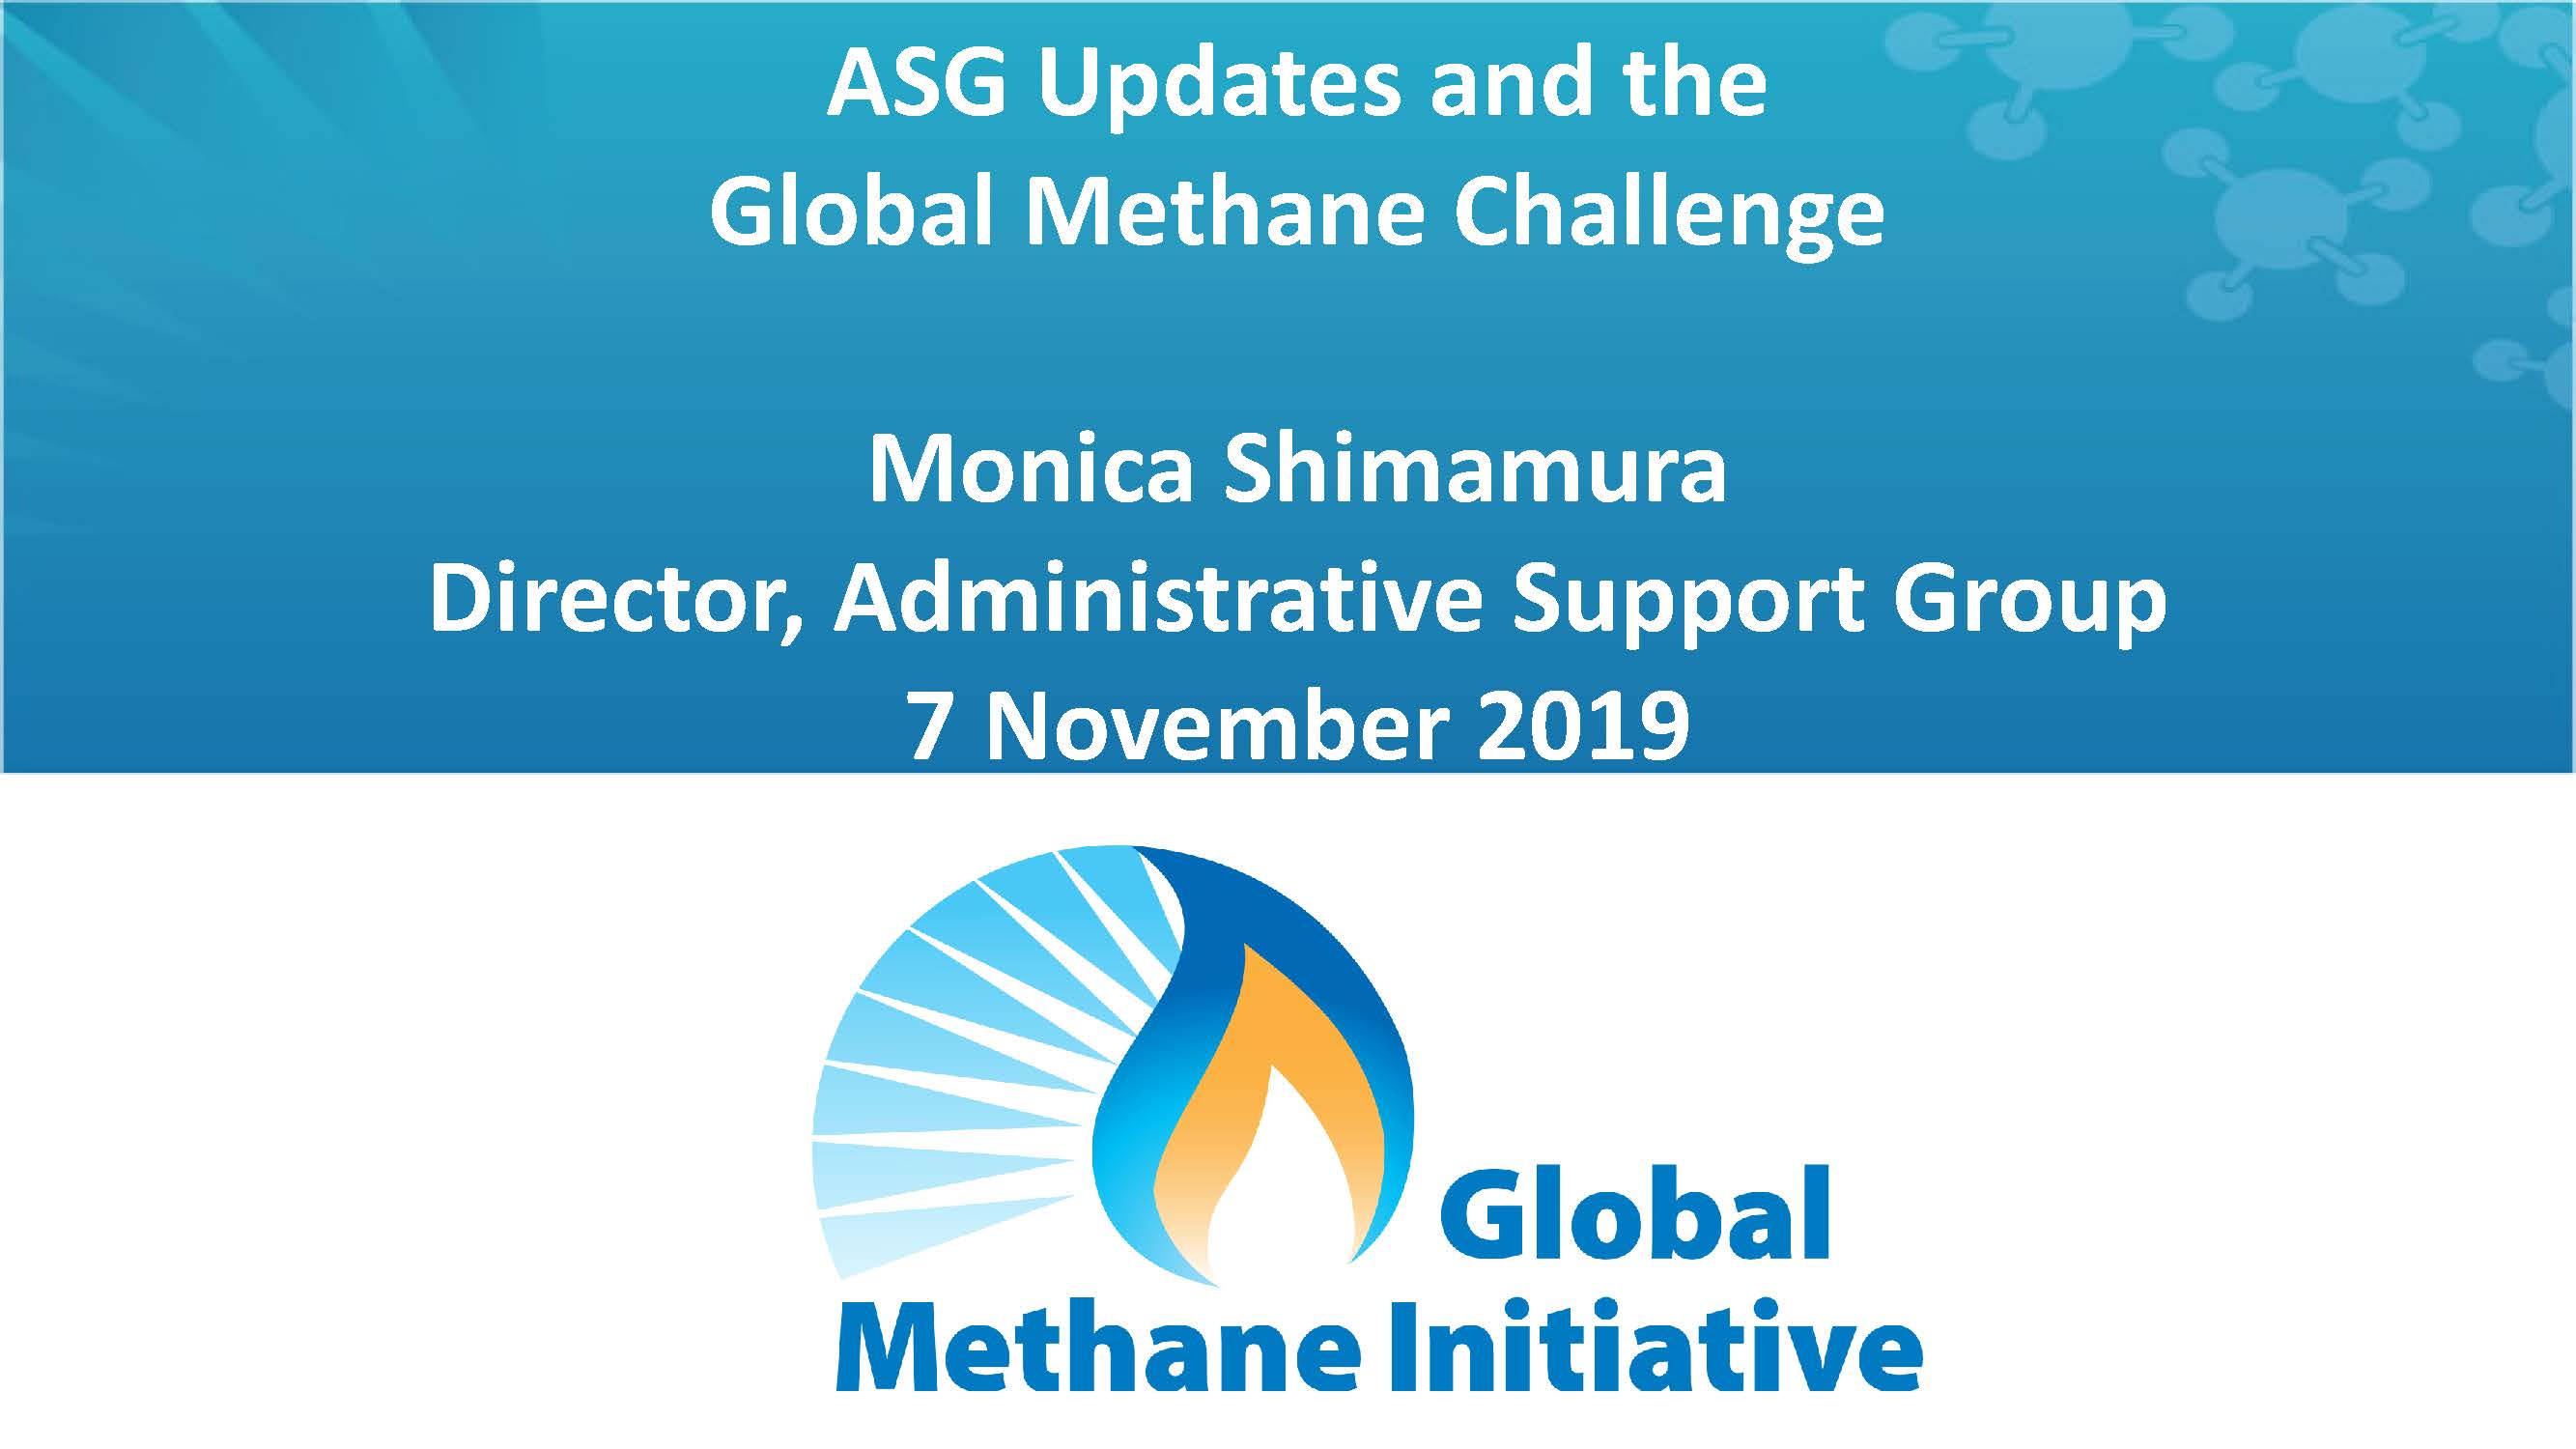 ASG Updates and the
Global Methane Challenge
Monica Shimamura
Director, Administrative Support Group
7 November 2019
Global
Methane Initiative